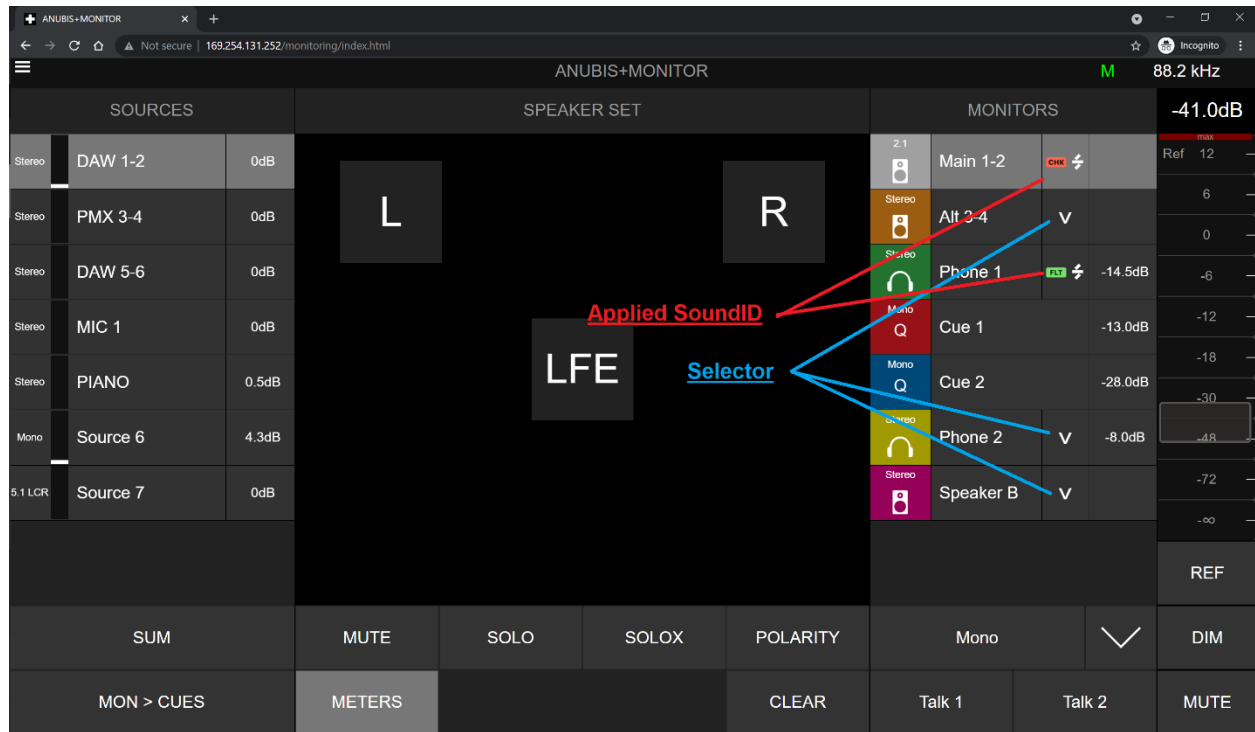 ANUBIS+MONITOR
Not secure | 169.254.131.252/monitoring/index.html
Incognito
ANUBIS+MONITOR
M
88.2 kHz
SOURCES
SPEAKER SET
MONITORS
-41.0dB
Stereo DAW 1-2 0dB
Stereo PMX 3-4 0dB
Stereo DAW 5-6 0dB
Stereo MIC 1 0dB
Stereo PIANO 0.5dB
Mono Source 6 4.3dB
5.1 LCR Source 7 0dB
L
R
LFE
Applied SoundID
Selector
2.1 Main 1-2 CHK
Stereo Alt 3-4 V
Stereo Phone 1 FLT -14.5dB
Mono Q Cue 1 -13.0dB
Mono Q Cue 2 -28.0dB
Stereo Phone 2 V -8.0dB
Stereo Speaker B V
max
Ref 12
6
0
-6
-12
-18
-30
-48
-72
-∞
REF
SUM
MUTE
SOLO
SOLOX
POLARITY
Mono
DIM
MON > CUES
METERS
CLEAR
Talk 1
Talk 2
MUTE